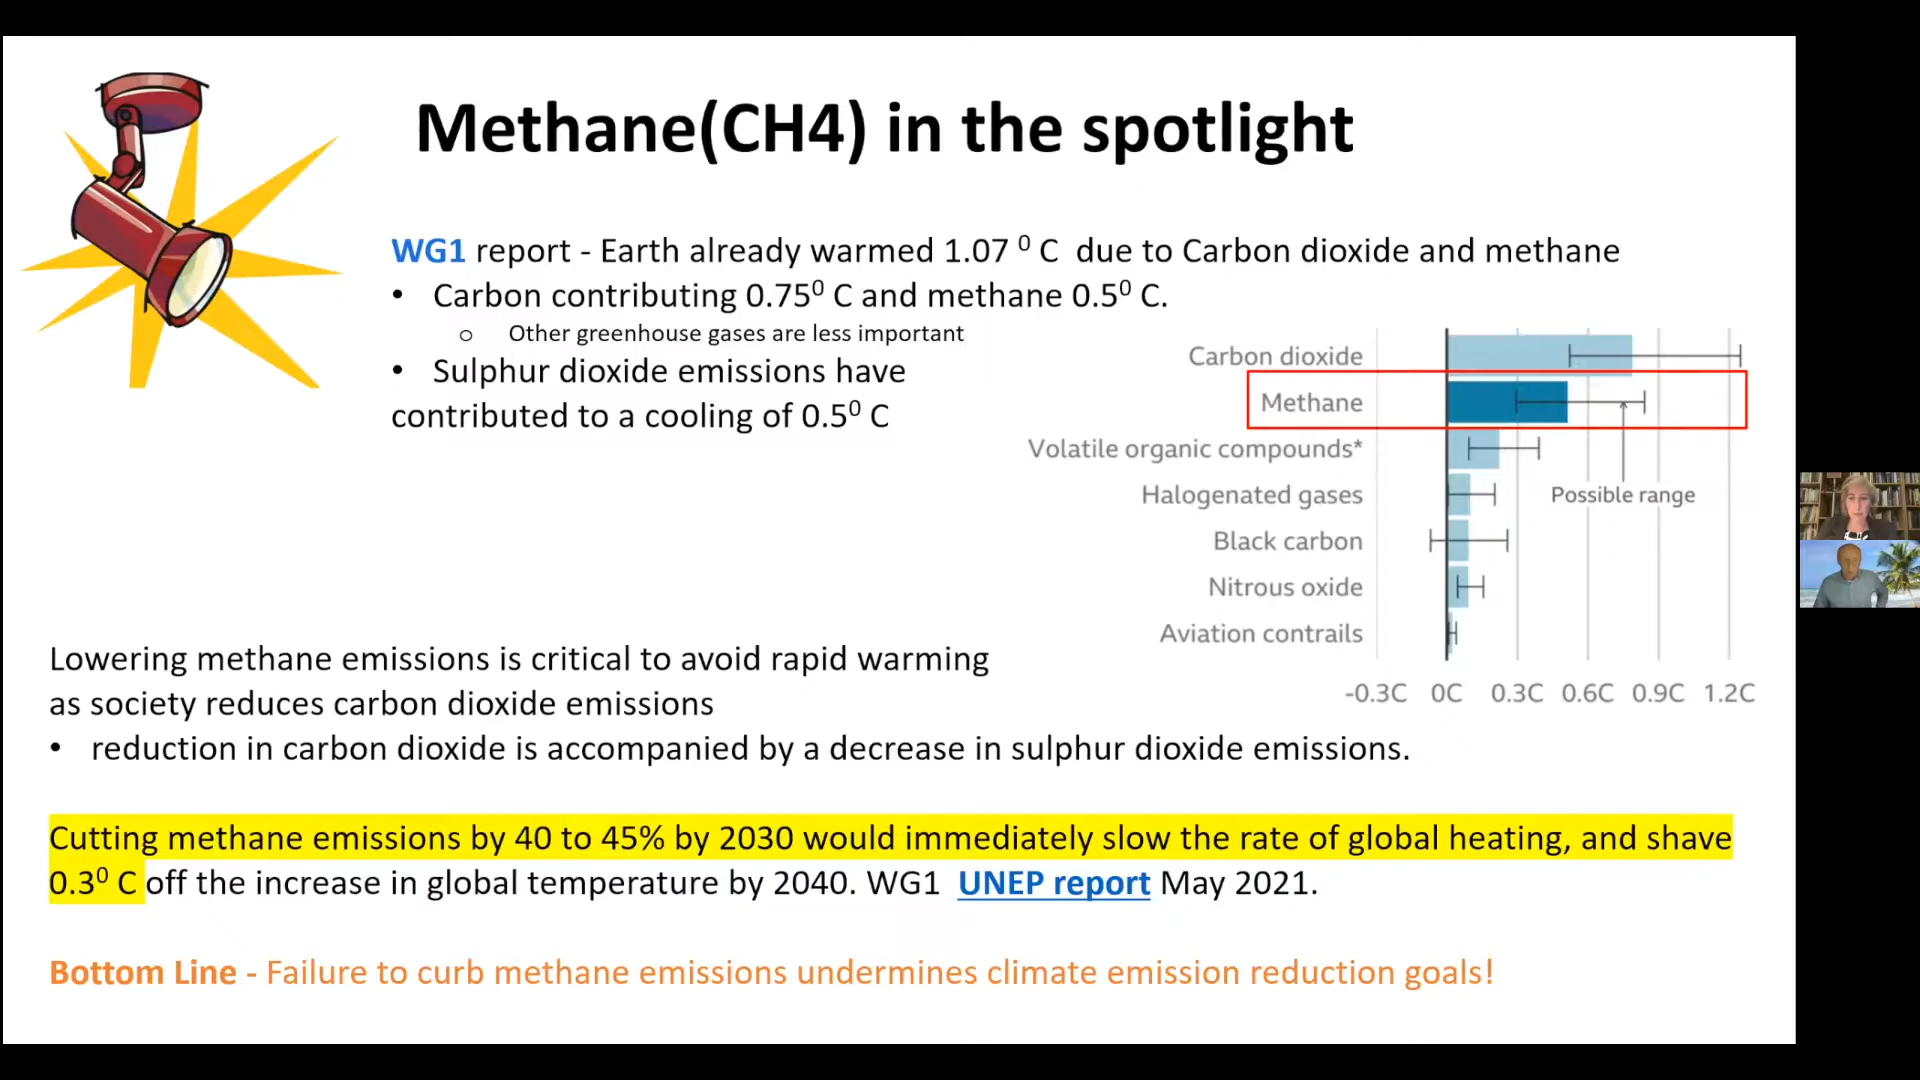 Methane(CH4) in the spotlight
WG1 report - Earth already warmed 1.07 ⁰ C due to Carbon dioxide and methane
• Carbon contributing 0.75⁰ C and methane 0.5⁰ C.
o Other greenhouse gases are less important
• Sulphur dioxide emissions have
contributed to a cooling of 0.5⁰ C
Carbon dioxide
Methane
Volatile organic compounds*
Halogenated gases
Possible range
Black carbon
Nitrous oxide
Aviation contrails
-0.3C 0C 0.3C 0.6C 0.9C 1.2C
Lowering methane emissions is critical to avoid rapid warming
as society reduces carbon dioxide emissions
• reduction in carbon dioxide is accompanied by a decrease in sulphur dioxide emissions.
Cutting methane emissions by 40 to 45% by 2030 would immediately slow the rate of global heating, and shave
0.3⁰ C off the increase in global temperature by 2040. WG1 UNEP report May 2021.
Bottom Line - Failure to curb methane emissions undermines climate emission reduction goals!